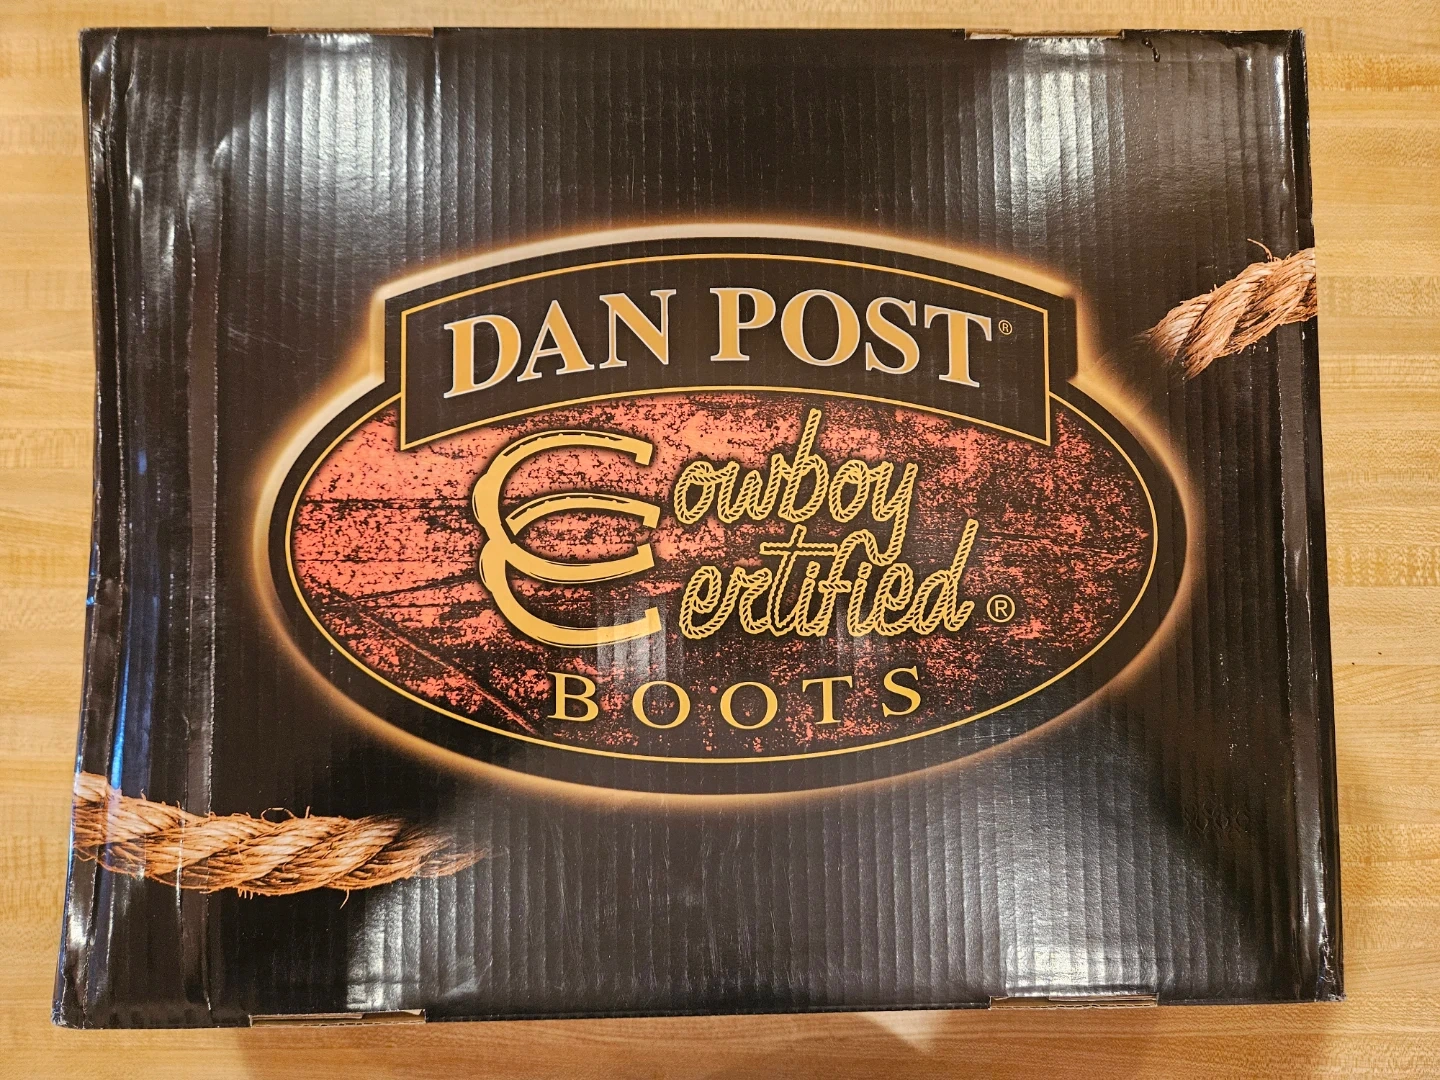 DAN POST®
Cowboy
Certified®
BOOTS